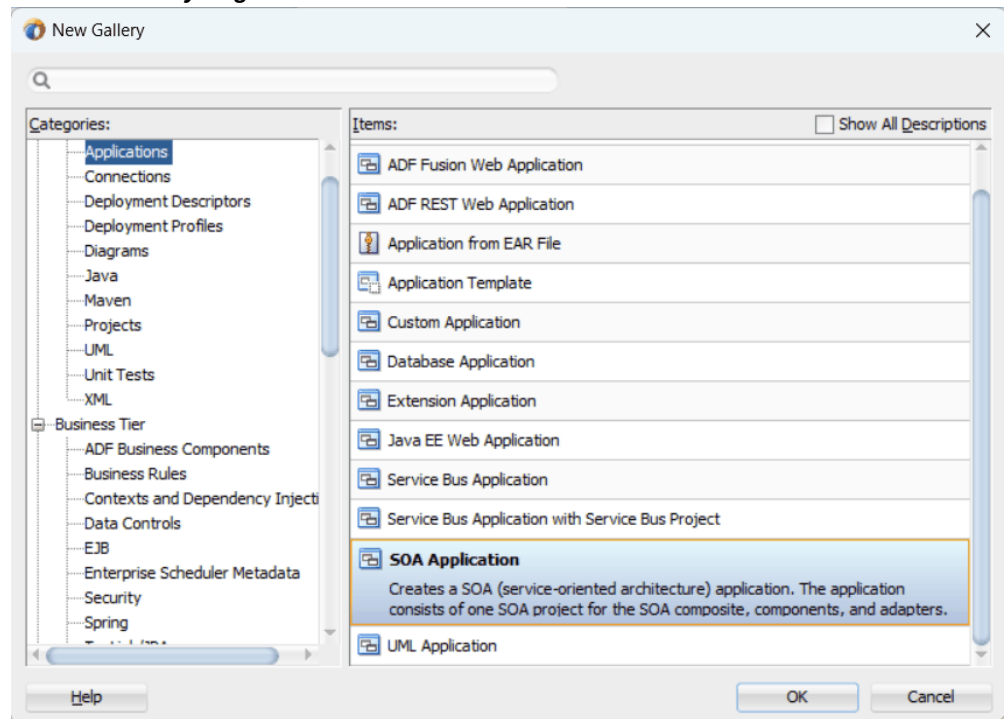 New Gallery
Categories:
Applications
Connections
Deployment Descriptors
Deployment Profiles
Diagrams
Java
Maven
Projects
UML
Unit Tests
XML
Business Tier
ADF Business Components
Business Rules
Contexts and Dependency Injecti
Data Controls
EJB
Enterprise Scheduler Metadata
Security
Spring
Items:
Show All Descriptions
ADF Fusion Web Application
ADF REST Web Application
Application from EAR File
Application Template
Custom Application
Database Application
Extension Application
Java EE Web Application
Service Bus Application
Service Bus Application with Service Bus Project
SOA Application
Creates a SOA (service-oriented architecture) application. The application
consists of one SOA project for the SOA composite, components, and adapters.
UML Application
Help
OK
Cancel